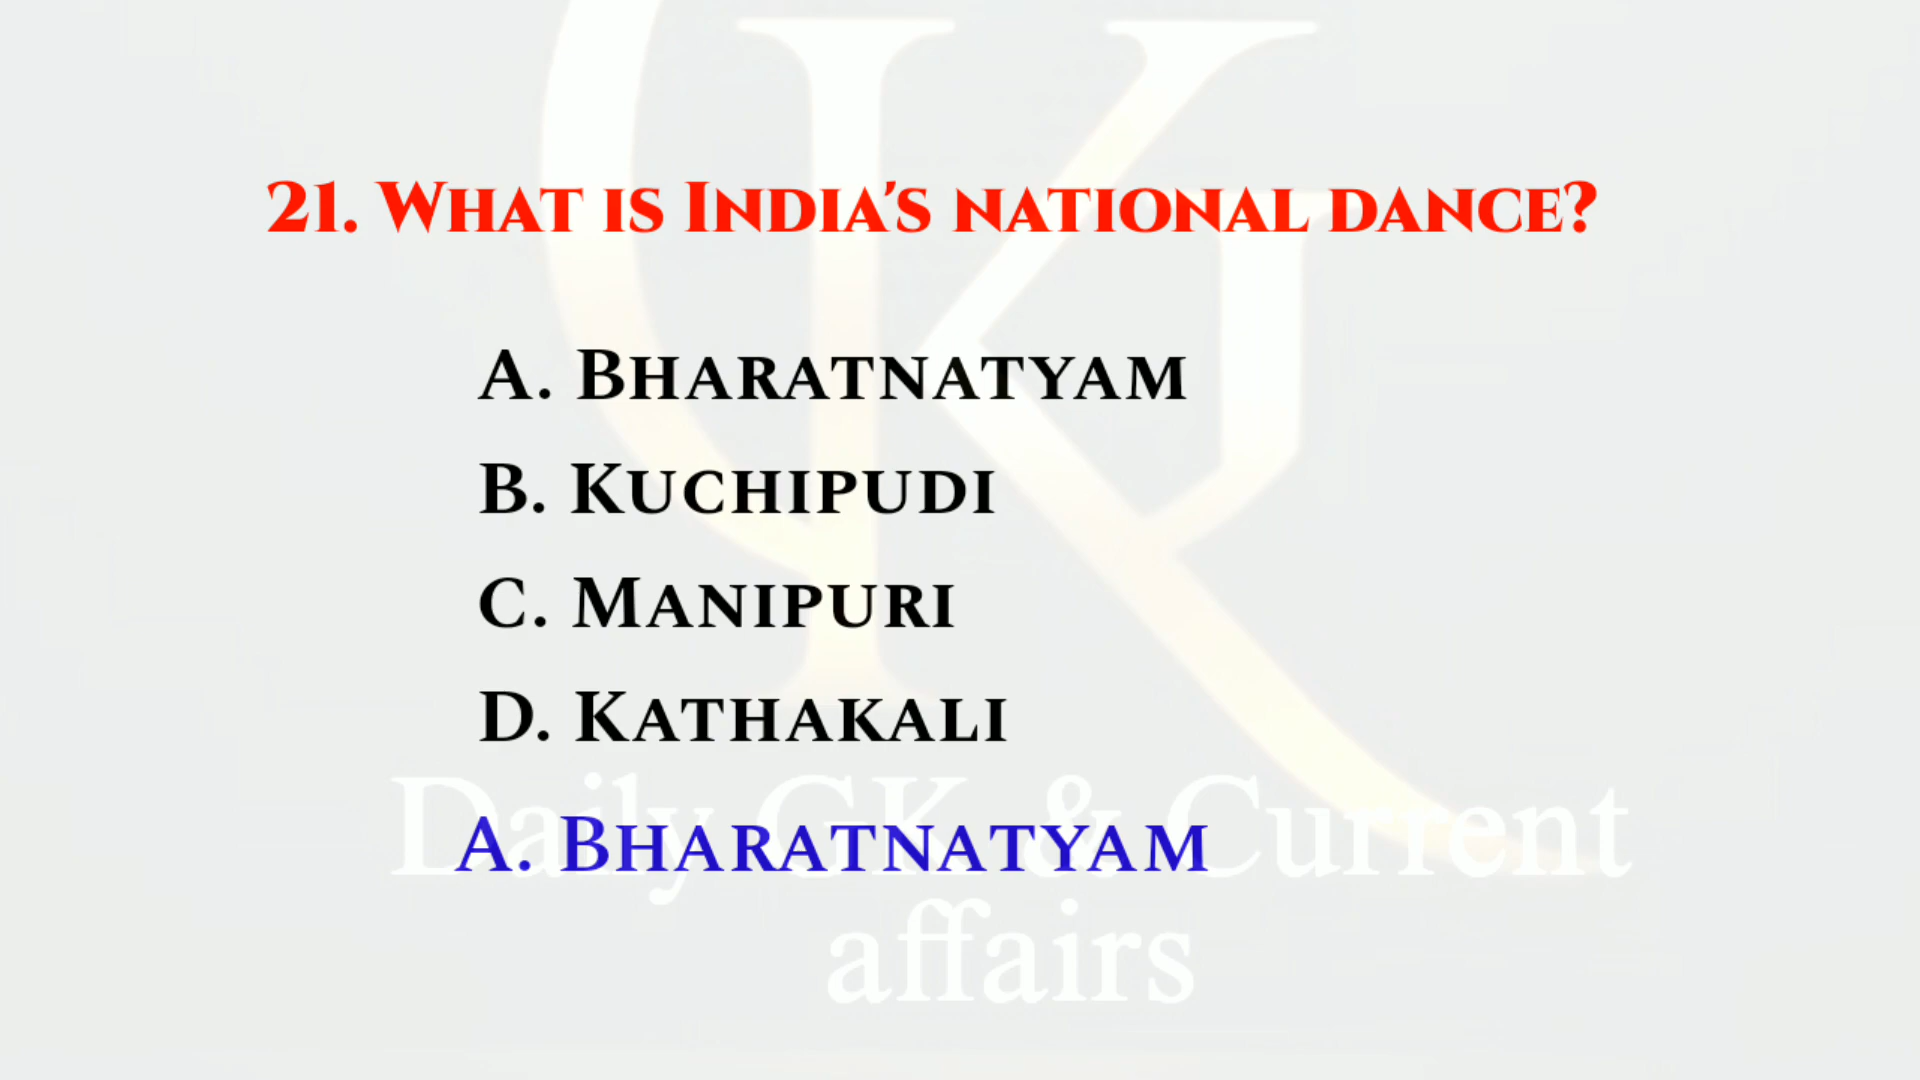 21. What is India's national dance?
A. Bharatnatyam
B. Kuchipudi
C. Manipuri
D. Kathakali
A. Bharatnatyam
Daily GK & Current
affairs